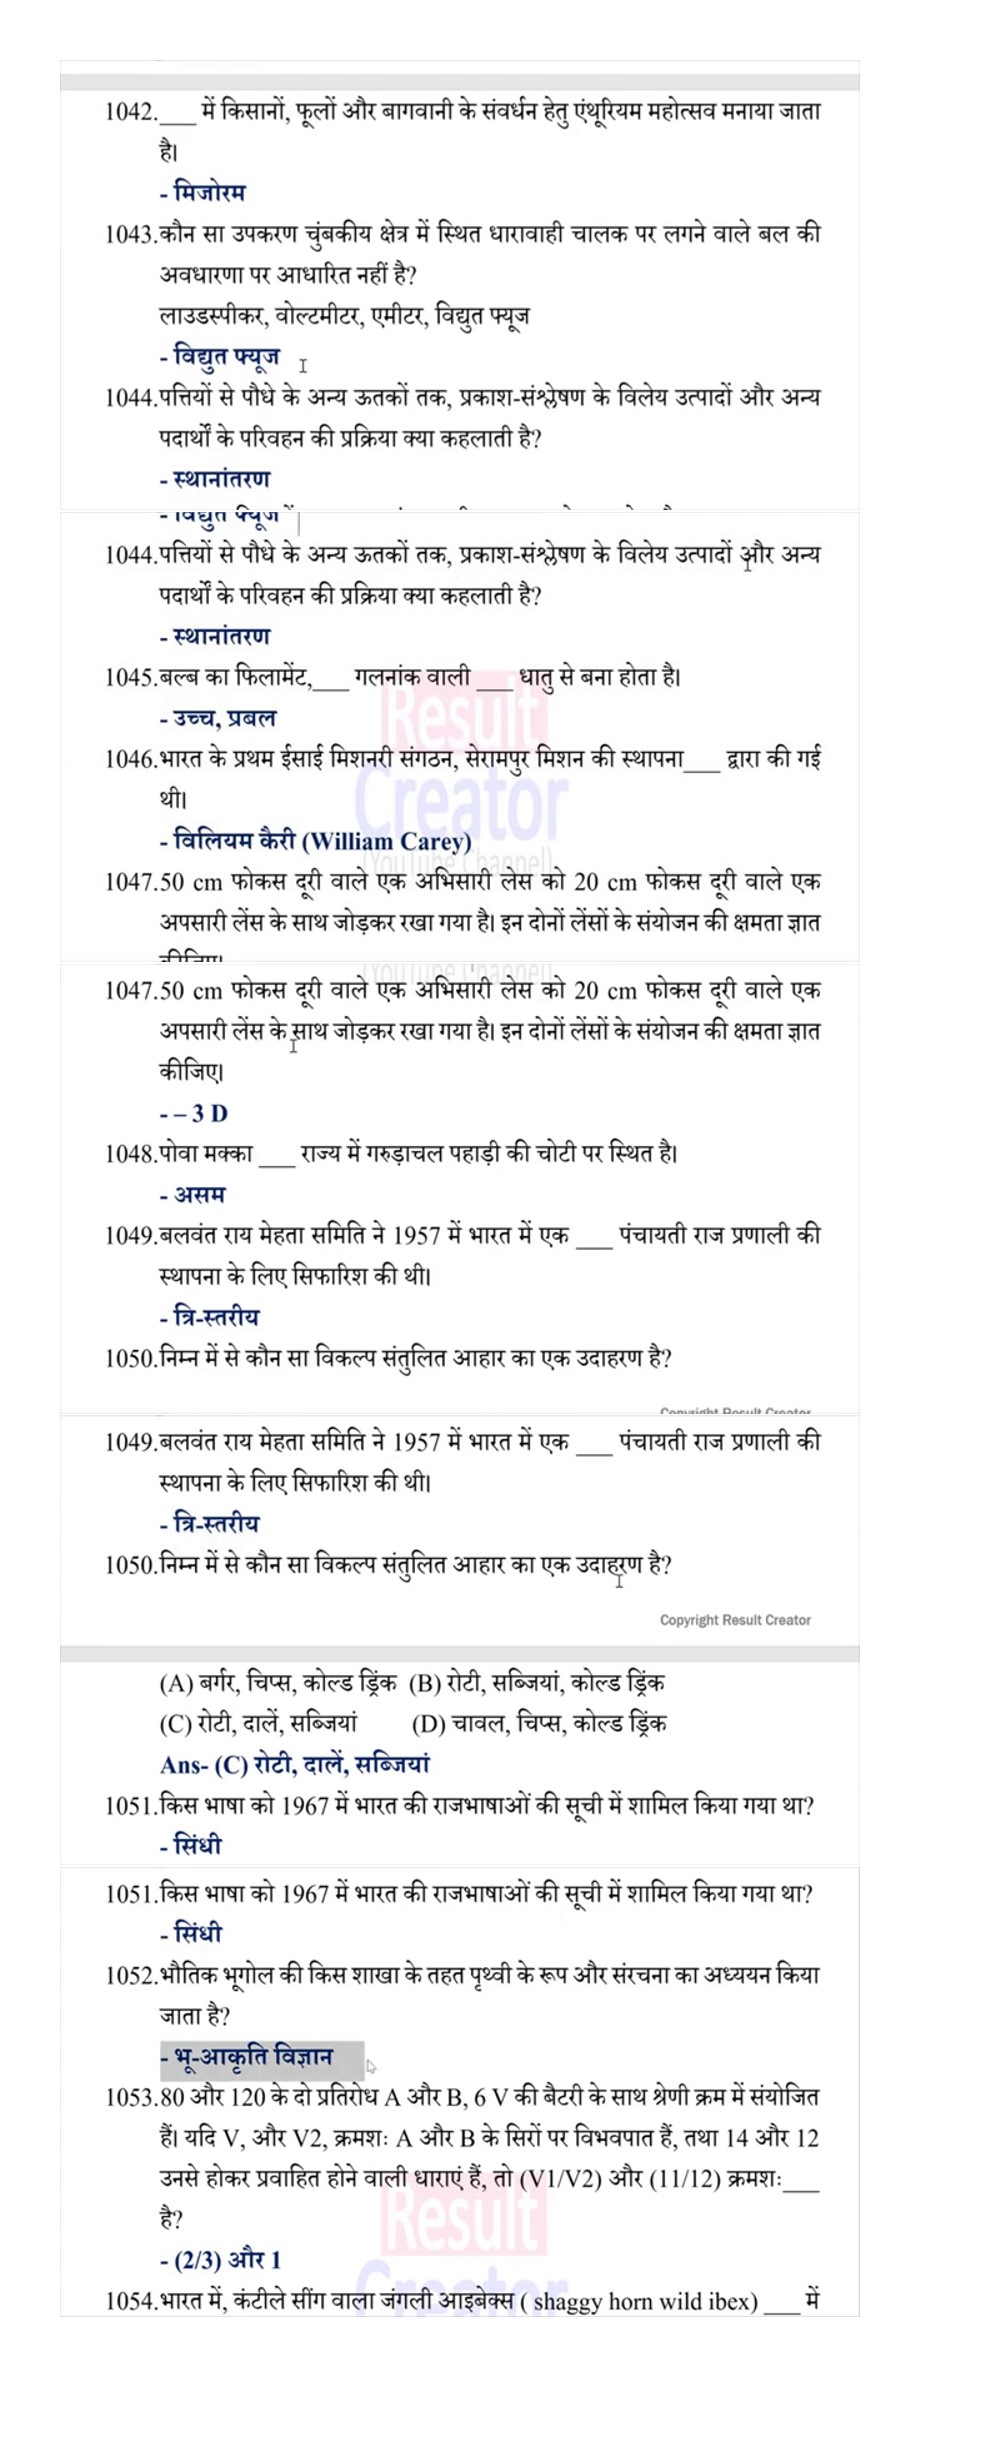 1042.___ में किसानों, फूलों और बागवानी के संवर्धन हेतु एंथूरियम महोत्सव मनाया जाता
है।
- मिजोरम
1043.कौन सा उपकरण चुंबकीय क्षेत्र में स्थित धारावाही चालक पर लगने वाले बल की
अवधारणा पर आधारित नहीं है?
लाउडस्पीकर, वोल्टमीटर, एमीटर, विद्युत फ्यूज
- विद्युत फ्यूज
1044.पत्तियों से पौधे के अन्य ऊतकों तक, प्रकाश-संश्लेषण के विलेय उत्पादों और अन्य
पदार्थों के परिवहन की प्रक्रिया क्या कहलाती है?
- स्थानांतरण
- विद्युत फ्यूज
1044.पत्तियों से पौधे के अन्य ऊतकों तक, प्रकाश-संश्लेषण के विलेय उत्पादों और अन्य
पदार्थों के परिवहन की प्रक्रिया क्या कहलाती है?
- स्थानांतरण
1045.बल्ब का फिलामेंट,___ गलनांक वाली ___ धातु से बना होता है।
Result
- उच्च, प्रबल
1046.भारत के प्रथम ईसाई मिशनरी संगठन, सेरामपुर मिशन की स्थापना___ द्वारा की गई
थी।
Creator
- विलियम कैरी (William Carey)
(YouTube Channel)
1047.50 cm फोकस दूरी वाले एक अभिसारी लेंस को 20 cm फोकस दूरी वाले एक
अपसारी लेंस के साथ जोड़कर रखा गया है। इन दोनों लेंसों के संयोजन की क्षमता ज्ञात
कीजिए।
(YouTube Channel)
1047.50 cm फोकस दूरी वाले एक अभिसारी लेंस को 20 cm फोकस दूरी वाले एक
अपसारी लेंस के साथ जोड़कर रखा गया है। इन दोनों लेंसों के संयोजन की क्षमता ज्ञात
कीजिए।
- – 3 D
1048.पोवा मक्का ___ राज्य में गरुड़ाचल पहाड़ी की चोटी पर स्थित है।
- असम
1049.बलवंत राय मेहता समिति ने 1957 में भारत में एक ___ पंचायती राज प्रणाली की
स्थापना के लिए सिफारिश की थी।
- त्रि-स्तरीय
1050.निम्न में से कौन सा विकल्प संतुलित आहार का एक उदाहरण है?
Copyright Result Creator
1049.बलवंत राय मेहता समिति ने 1957 में भारत में एक ___ पंचायती राज प्रणाली की
स्थापना के लिए सिफारिश की थी।
- त्रि-स्तरीय
1050.निम्न में से कौन सा विकल्प संतुलित आहार का एक उदाहरण है?
Copyright Result Creator
(A) बर्गर, चिप्स, कोल्ड ड्रिंक (B) रोटी, सब्जियां, कोल्ड ड्रिंक
(C) रोटी, दालें, सब्जियां (D) चावल, चिप्स, कोल्ड ड्रिंक
Ans- (C) रोटी, दालें, सब्जियां
1051.किस भाषा को 1967 में भारत की राजभाषाओं की सूची में शामिल किया गया था?
- सिंधी
1051.किस भाषा को 1967 में भारत की राजभाषाओं की सूची में शामिल किया गया था?
- सिंधी
1052.भौतिक भूगोल की किस शाखा के तहत पृथ्वी के रूप और संरचना का अध्ययन किया
जाता है?
- भू-आकृति विज्ञान
1053.80 और 120 के दो प्रतिरोध A और B, 6 V की बैटरी के साथ श्रेणी क्रम में संयोजित
हैं। यदि V, और V2, क्रमशः A और B के सिरों पर विभवपात हैं, तथा 14 और 12
उनसे होकर प्रवाहित होने वाली धाराएं हैं, तो (V1/V2) और (11/12) क्रमशः___
है?
Result
- (2/3) और 1
Creator
1054.भारत में, कंटीले सींग वाला जंगली आइबेक्स ( shaggy horn wild ibex) ___ में